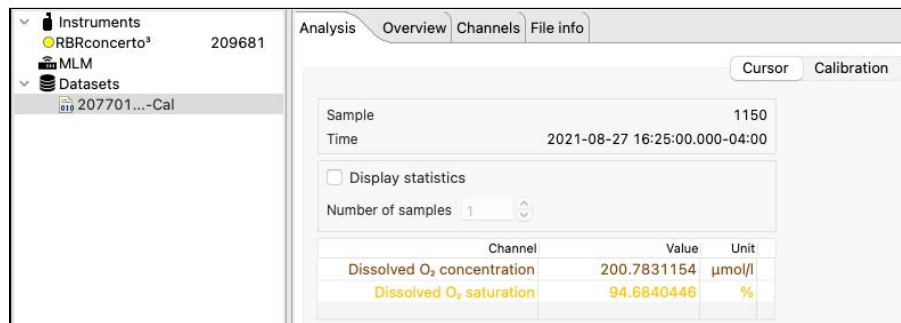 Instruments
RBRconcerto³ 209681
MLM
Datasets
207701...-Cal
Analysis Overview Channels File info
Cursor Calibration
Sample 1150
Time 2021-08-27 16:25:00.000-04:00
Display statistics
Number of samples 1
Channel Value Unit
Dissolved O₂ concentration 200.7831154 µmol/l
Dissolved O₂ saturation 94.6840446 %